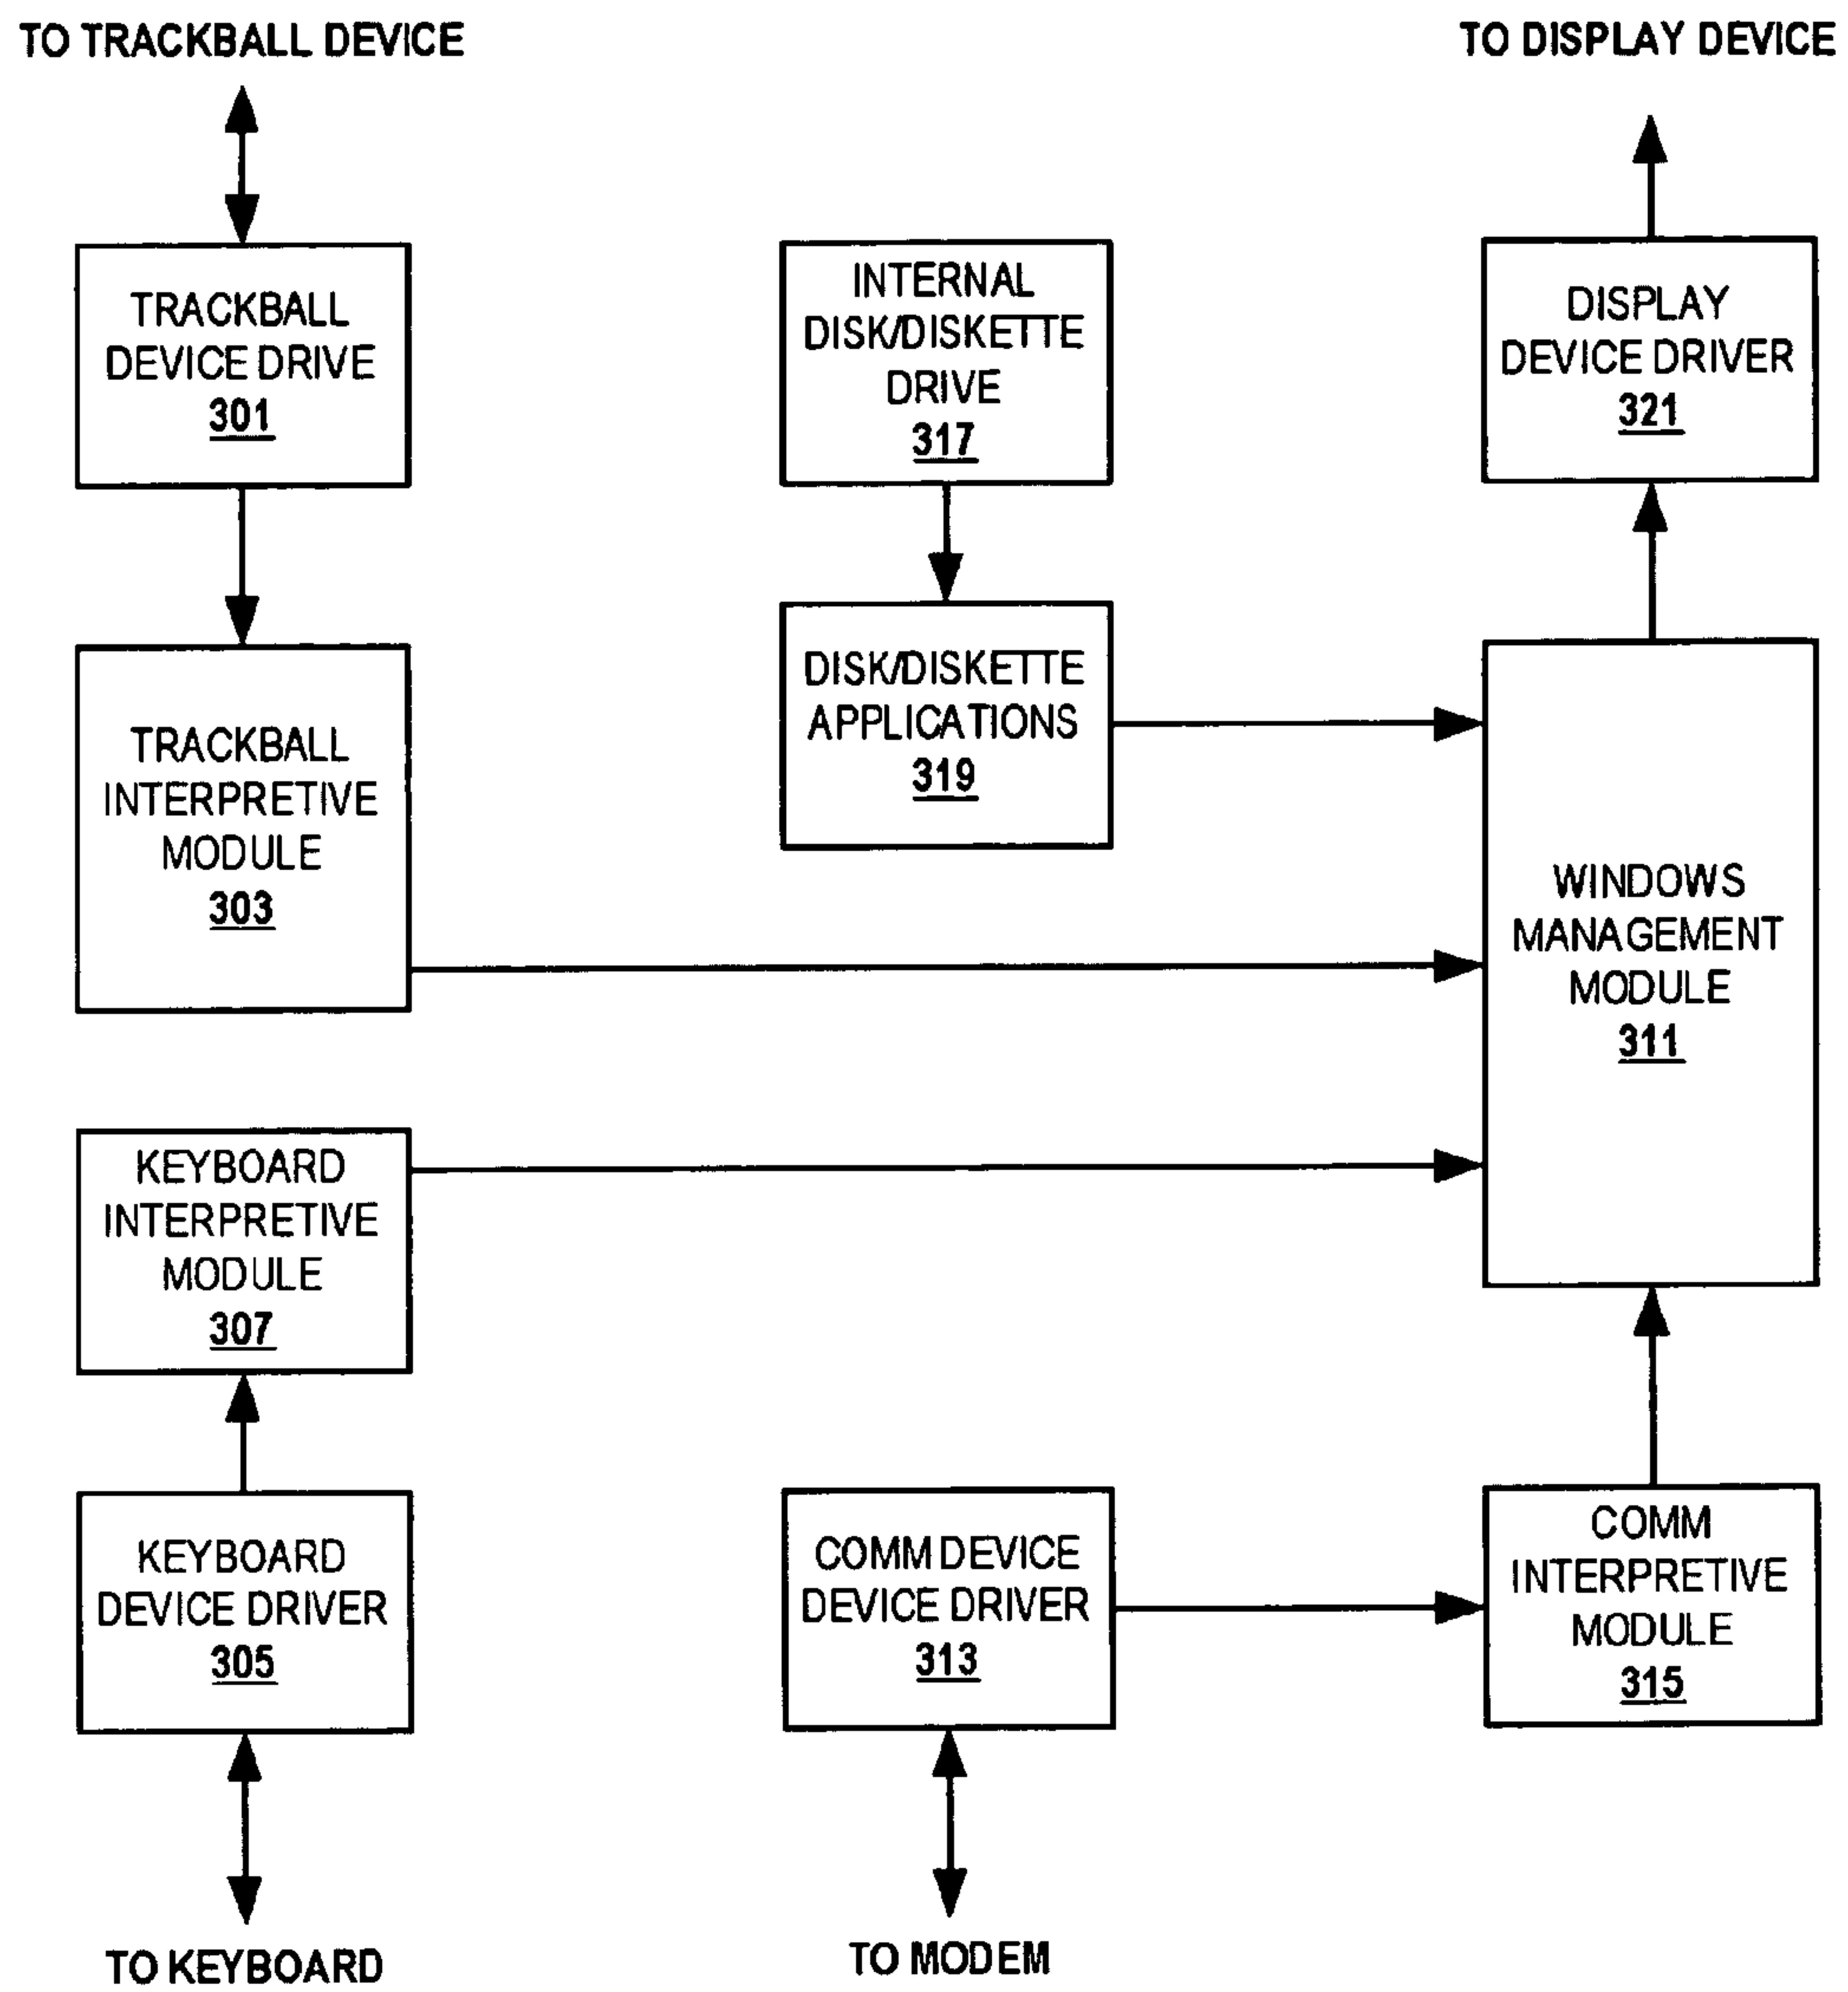 TO TRACKBALL DEVICE
TO DISPLAY DEVICE
TRACKBALL
DEVICE DRIVE
301
INTERNAL
DISK/DISKETTE
DRIVE
317
DISPLAY
DEVICE DRIVER
321
TRACKBALL
INTERPRETIVE
MODULE
303
DISK/DISKETTE
APPLICATIONS
319
WINDOWS
MANAGEMENT
MODULE
311
KEYBOARD
INTERPRETIVE
MODULE
307
KEYBOARD
DEVICE DRIVER
305
COMM DEVICE
DEVICE DRIVER
313
COMM
INTERPRETIVE
MODULE
315
TO KEYBOARD
TO MODEM